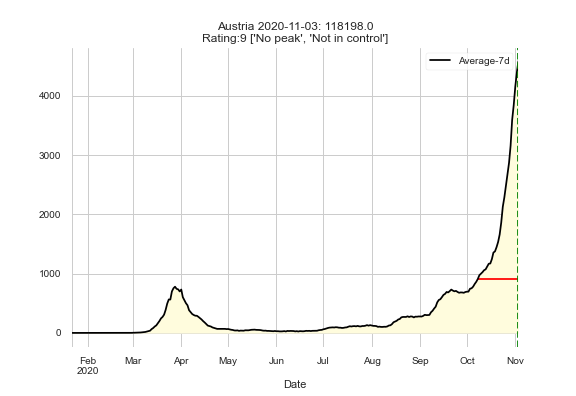 Austria 2020-11-03: 118198.0
Rating:9 ['No peak', 'Not in control']
Average-7d
4000
3000
2000
1000
0
Feb Mar Apr May Jun Jul Aug Sep Oct Nov
2020
Date